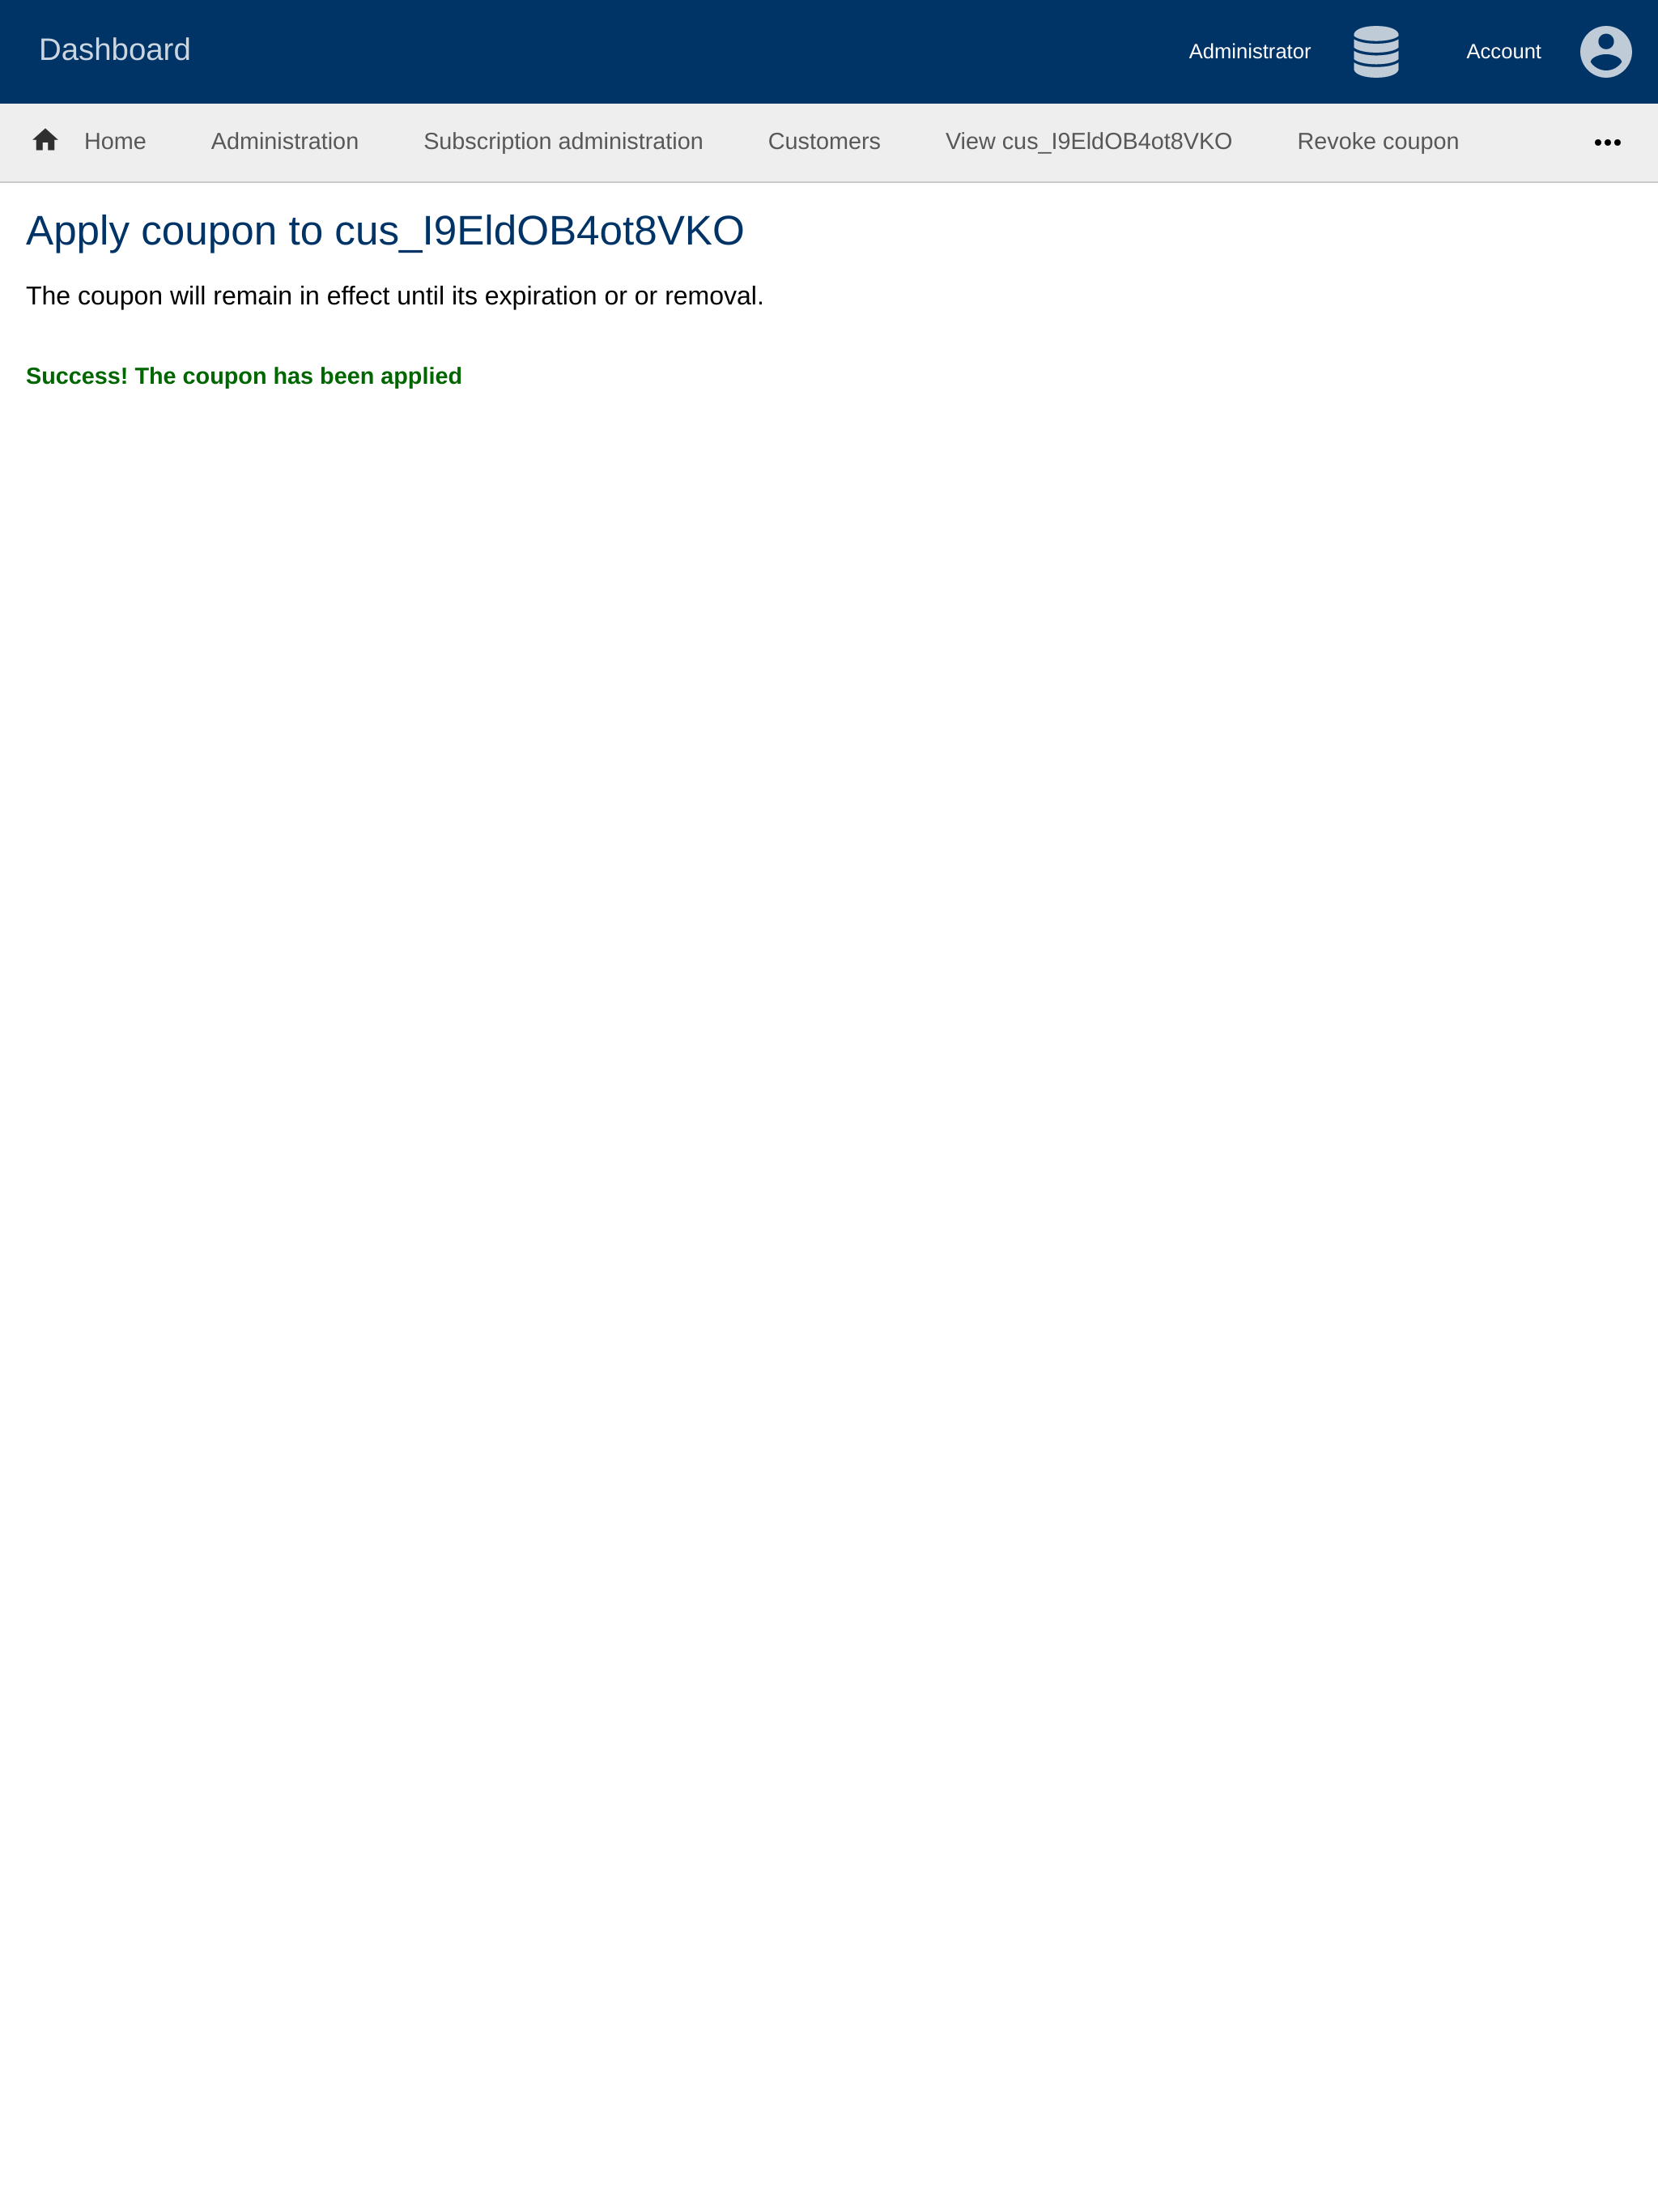 Dashboard
Administrator
Account
Home
Administration
Subscription administration
Customers
View cus_I9EldOB4ot8VKO
Revoke coupon
Apply coupon to cus_I9EldOB4ot8VKO
The coupon will remain in effect until its expiration or or removal.
Success! The coupon has been applied